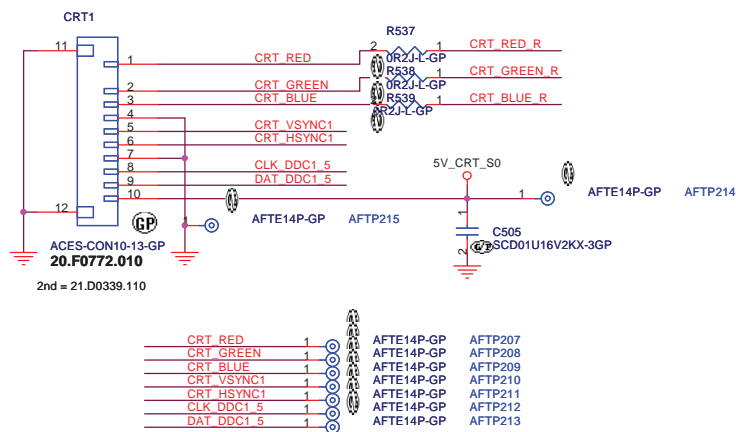 CRT1
R537
11
1
CRT_RED
2
1
CRT_RED_R
0R2J-L-GP
R538
2
CRT_GREEN
1
CRT_GREEN_R
0R2J-L-GP
3
CRT_BLUE
R539
1
CRT_BLUE_R
0R2J-L-GP
4
5
CRT_VSYNC1
6
CRT_HSYNC1
7
8
CLK_DDC1_5
5V_CRT_S0
9
DAT_DDC1_5
10
1
AFTE14P-GP
AFTP214
12
GP
1
AFTE14P-GP
AFTP215
1
C505
ACES-CON10-13-GP
2
SCD01U16V2KX-3GP
20.F0772.010
2nd = 21.D0339.110
CRT_RED 1 AFTE14P-GP AFTP207
CRT_GREEN 1 AFTE14P-GP AFTP208
CRT_BLUE 1 AFTE14P-GP AFTP209
CRT_VSYNC1 1 AFTE14P-GP AFTP210
CRT_HSYNC1 1 AFTE14P-GP AFTP211
CLK_DDC1_5 1 AFTE14P-GP AFTP212
DAT_DDC1_5 1 AFTE14P-GP AFTP213